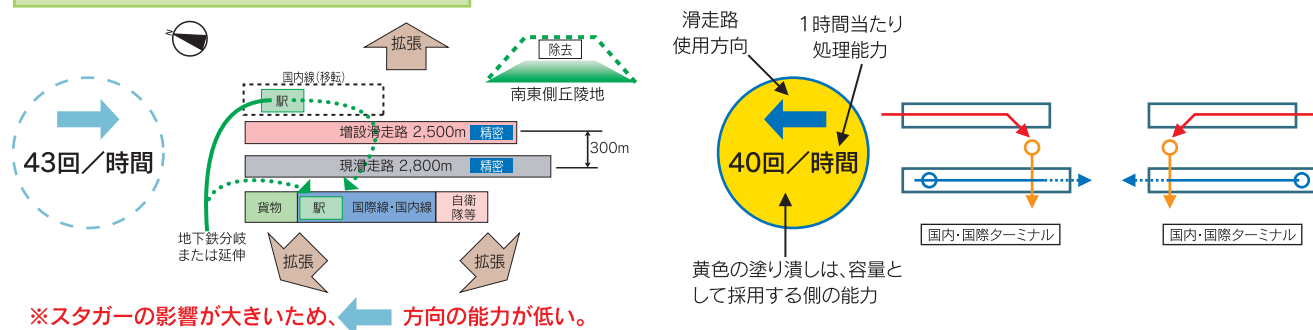 N
拡張
除去
南東側丘陵地
国内線(移転)
駅
増設滑走路 2,500m 精密
300m
現滑走路 2,800m 精密
43回／時間
貨物
駅
国際線・国内線
自衛
隊等
地下鉄分岐
または延伸
拡張
拡張
※スタガーの影響が大きいため、 方向の能力が低い。
滑走路
使用方向
1時間当たり
処理能力
40回／時間
黄色の塗り潰しは、容量と
して採用する側の能力
国内・国際ターミナル
国内・国際ターミナル